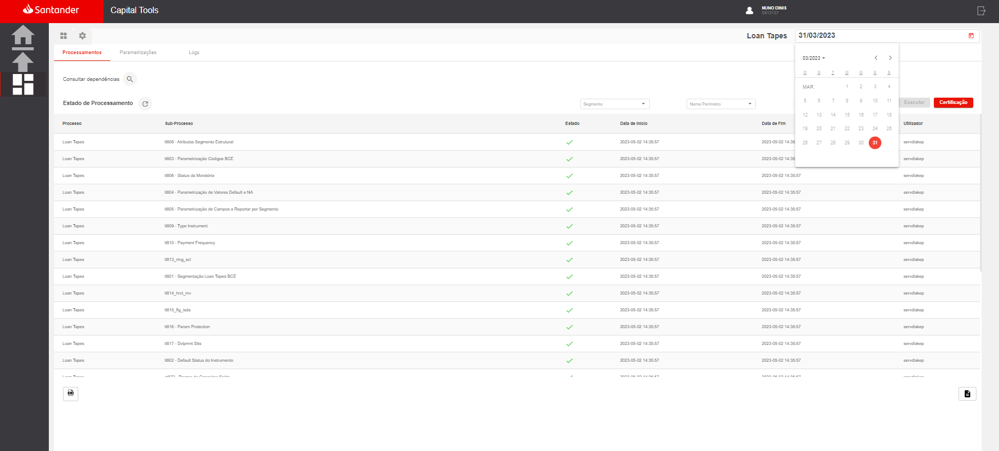 Santander
Capital Tools
NUNO DINIS
S612137
Loan Tapes
31/03/2023
Processamentos
Parametrizações
Logs
03/2023
D S T Q Q S S
MAR. 1 2 3 4
5 6 7 8 9 10 11
12 13 14 15 16 17 18
19 20 21 22 23 24 25
26 27 28 29 30 31
Consultar dependências
Estado de Processamento
Segmento
Nome Perímetro
Executar
Certificação
Processo Sub-Processo Estado Data de Início Data de Fim Utilizador
Loan Tapes lt808 - Atributos Segmento Estrutural 2023-05-02 14:35:57 2023-05-02 14:35 servdlakep
Loan Tapes lt803 - Parametrização Códigos BCE 2023-05-02 14:35:57 2023-05-02 14:35 servdlakep
Loan Tapes lt806 - Status da Moratória 2023-05-02 14:35:57 2023-05-02 14:35:57 servdlakep
Loan Tapes lt804 - Parametrização de Valores Default e NA 2023-05-02 14:35:57 2023-05-02 14:35:57 servdlakep
Loan Tapes lt805 - Parametrização de Campos a Reportar por Segmento 2023-05-02 14:35:57 2023-05-02 14:35:57 servdlakep
Loan Tapes lt809 - Type Instrument 2023-05-02 14:35:57 2023-05-02 14:35:57 servdlakep
Loan Tapes lt810 - Payment Frequency 2023-05-02 14:35:57 2023-05-02 14:35:57 servdlakep
Loan Tapes lt813_rtng_scl 2023-05-02 14:35:57 2023-05-02 14:35:57 servdlakep
Loan Tapes lt801 - Segmentação Loan Tapes BCE 2023-05-02 14:35:57 2023-05-02 14:35:57 servdlakep
Loan Tapes lt814_hrct_mv 2023-05-02 14:35:57 2023-05-02 14:35:57 servdlakep
Loan Tapes lt815_flg_isda 2023-05-02 14:35:57 2023-05-02 14:35:57 servdlakep
Loan Tapes lt816 - Param Protection 2023-05-02 14:35:57 2023-05-02 14:35:57 servdlakep
Loan Tapes lt817 - Dvlpmnt Stts 2023-05-02 14:35:57 2023-05-02 14:35:57 servdlakep
Loan Tapes lt802 - Default Status do Instrumento 2023-05-02 14:35:57 2023-05-02 14:35:57 servdlakep
XLS